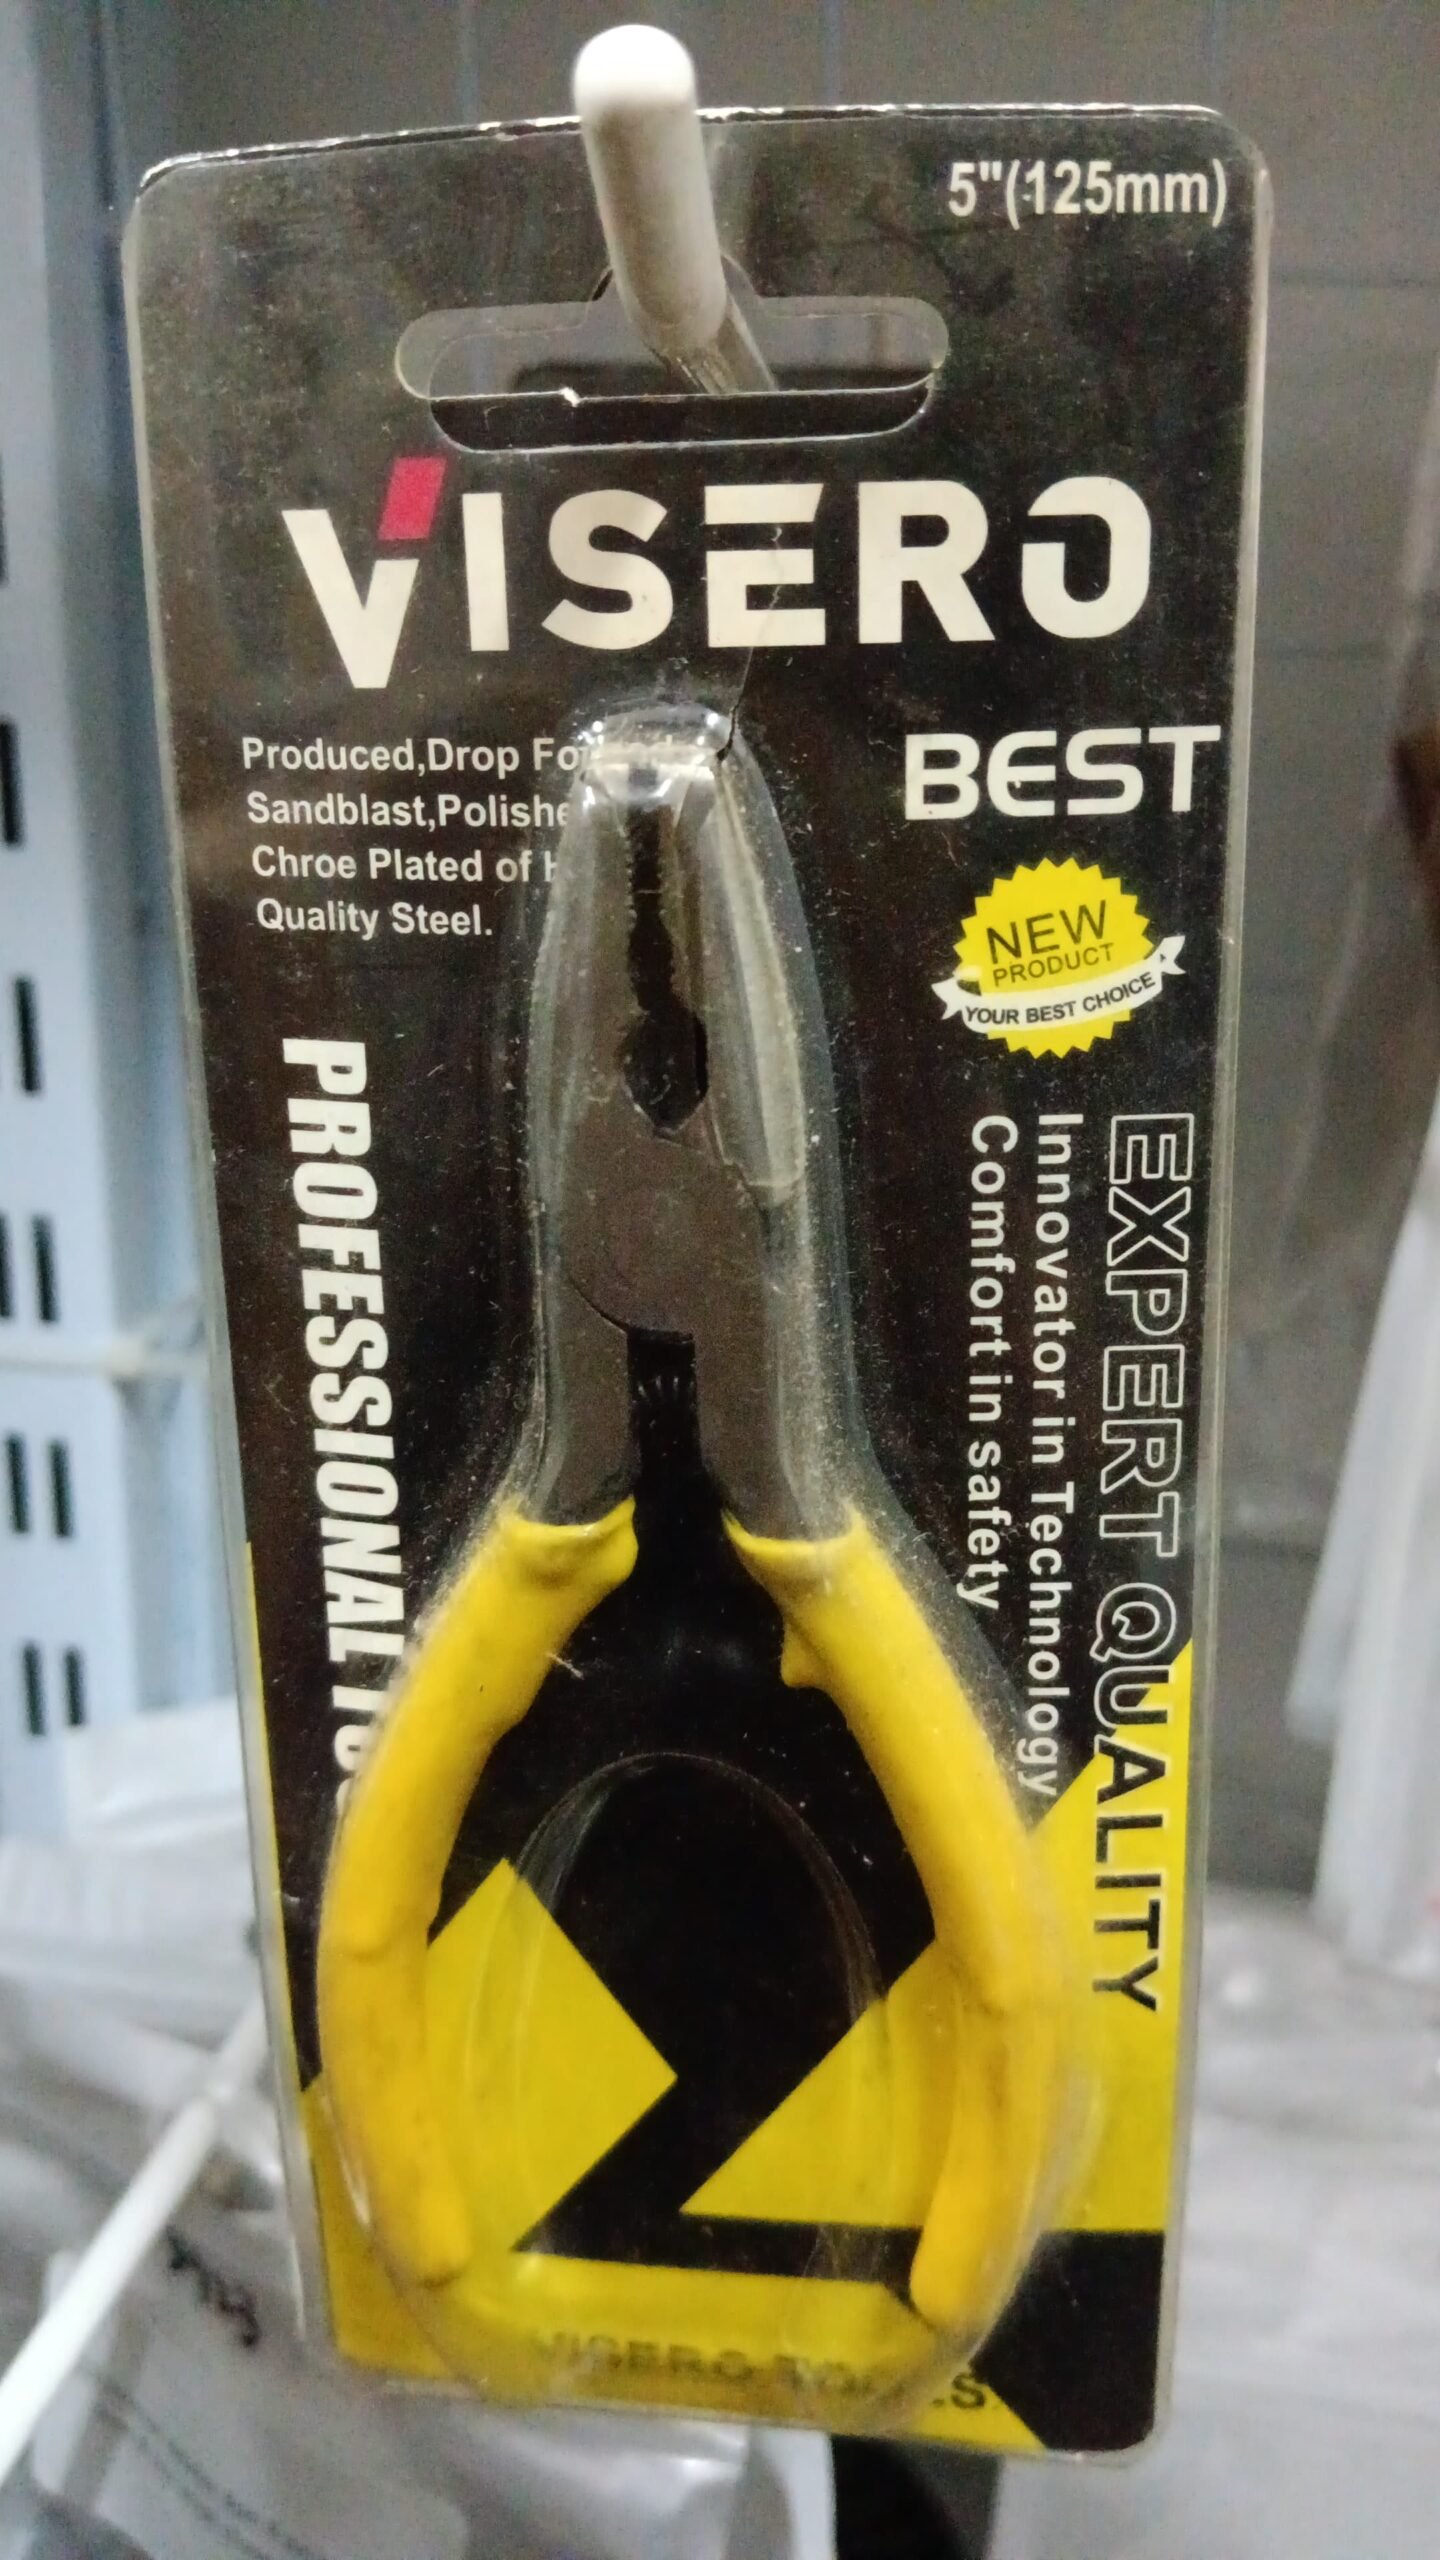 5"(125mm)
VISERO
Produced,Drop
Sandblast,Polishe
Chroe Plated of
Quality Steel.
BEST
NEW
PRODUCT
YOUR BEST CHOICE
PROFESSIONAL
EXPERT QUALITY
Innovator in Technology
Comfort in safety
VISERO